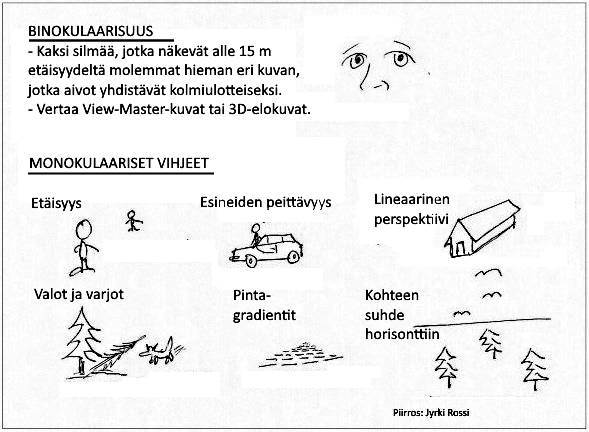 BINOKULAARISUUS
- Kaksi silmää, jotka näkevät alle 15 m
etäisyydeltä molemmat hieman eri kuvan,
jotka aivot yhdistävät kolmiulotteiseksi.
- Vertaa View-Master-kuvat tai 3D-elokuvat.
MONOKULAARISET VIHJEET
Etäisyys
Esineiden peittävyys
Lineaarinen
perspektiivi
Valot ja varjot
Pinta-
gradientit
Kohteen
suhde
horisonttiin
Piirros: Jyrki Rossi